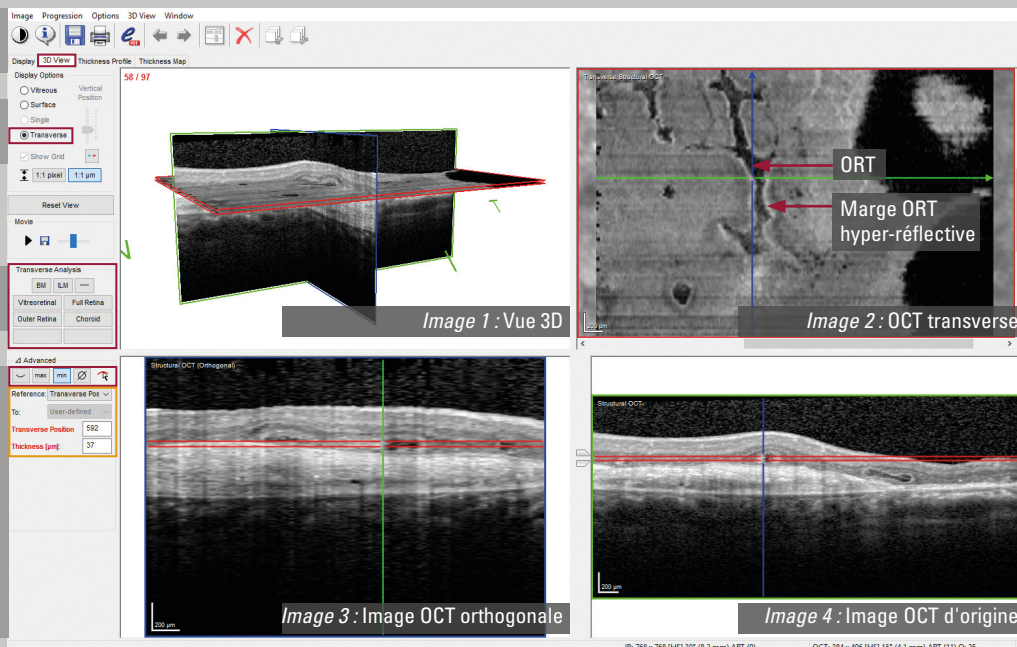 Image Progression Options 3D View Window
Display 3D View Thickness Profile Thickness Map
Display Options
Vitreous
Vertical Position
Surface
Single
Transverse
Show Grid
1:1 pixel 1:1 µm
Reset View
Movie
Transverse Analysis
BM ILM
Vitreoretinal Full Retina
Outer Retina Choroid
Advanced
max min
Reference: Transverse Pos
To: User-defined
Transverse Position 592
Thickness [µm]: 37
58 / 97
Image 1 : Vue 3D
Transverse Structural OCT
ORT
Marge ORT
hyper-réflective
200 µm
Image 2 : OCT transverse
Structural OCT (Orthogonal)
200 µm
Image 3 : Image OCT orthogonale
Structural OCT
200 µm
Image 4 : Image OCT d'origine